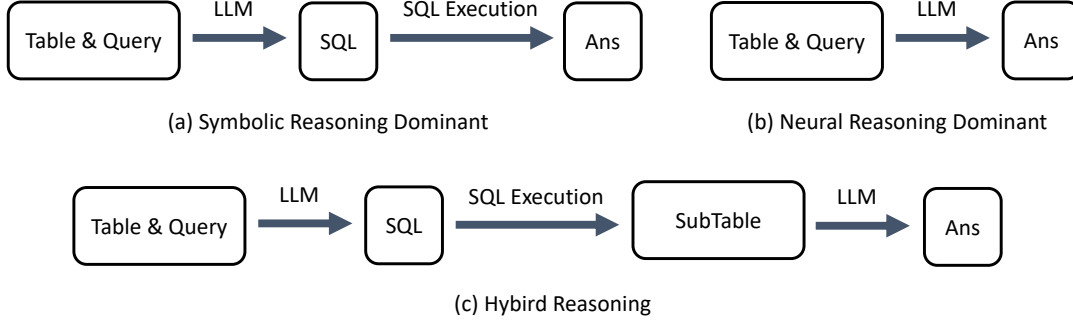 LLM
SQL Execution
Table & Query
SQL
Ans
(a) Symbolic Reasoning Dominant
LLM
Table & Query
Ans
(b) Neural Reasoning Dominant
LLM
SQL Execution
LLM
Table & Query
SQL
SubTable
Ans
(c) Hybird Reasoning